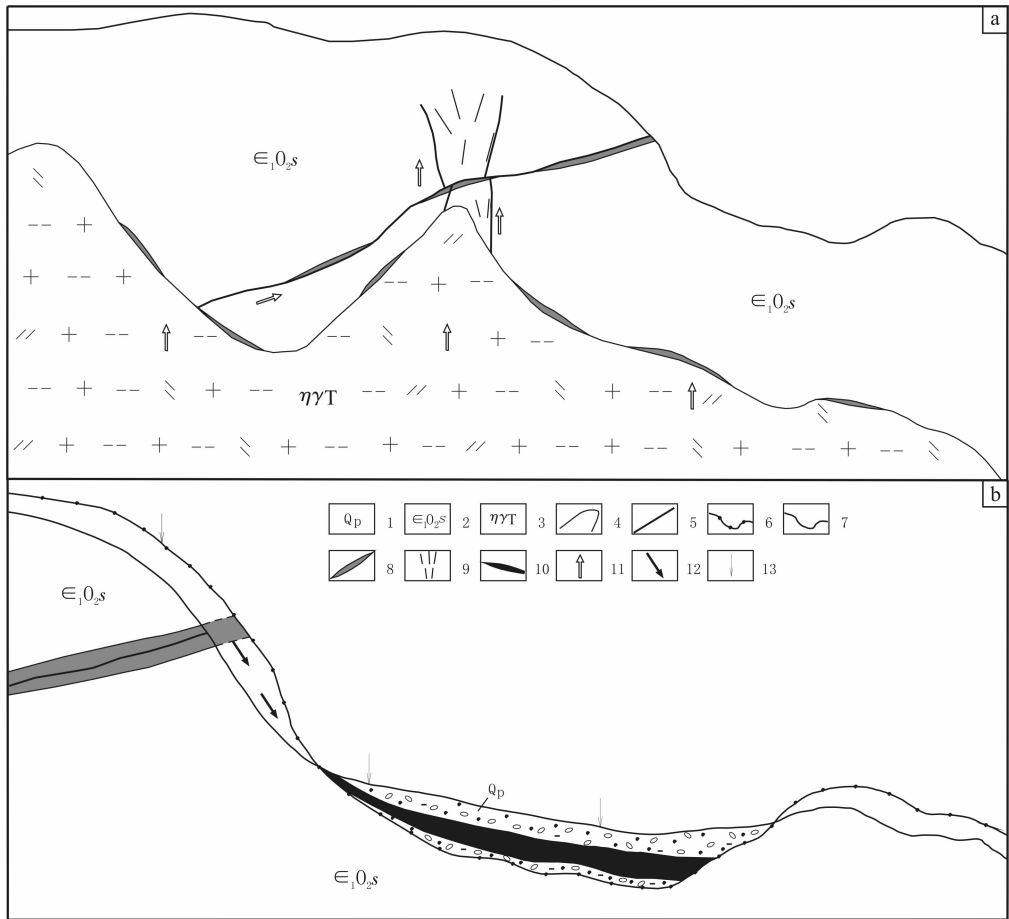 a
∈₁O₂s
∈₁O₂s
ηγT
b
Qp 1 ∈₁O₂s 2 ηγT 3 4 5 6 7
8 9 10 11 12 13
∈₁O₂s
Qp
∈₁O₂s